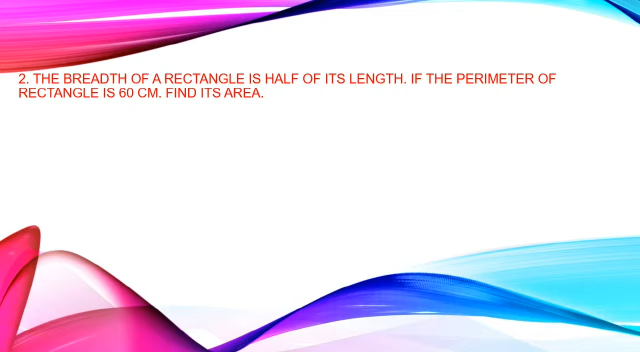 2. THE BREADTH OF A RECTANGLE IS HALF OF ITS LENGTH. IF THE PERIMETER OF
RECTANGLE IS 60 CM. FIND ITS AREA.